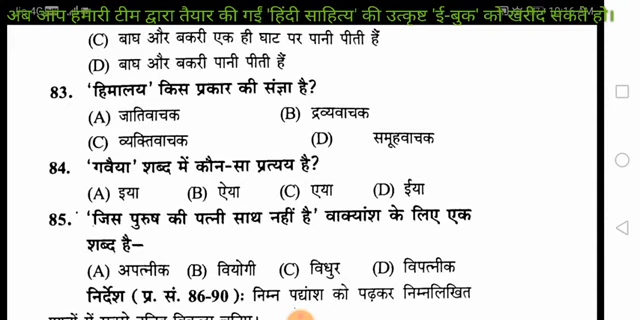 अब आप हमारी टीम द्वारा तैयार की गईं 'हिंदी साहित्य' की उत्कृष्ट 'ई-बुक' को खरीद सकते हो।
(C) बाघ और बकरी एक ही घाट पर पानी पीती हैं
(D) बाघ और बकरी पानी पीती हैं
83. 'हिमालय' किस प्रकार की संज्ञा है?
(A) जातिवाचक (B) द्रव्यवाचक
(C) व्यक्तिवाचक (D) समूहवाचक
84. 'गवैया' शब्द में कौन-सा प्रत्यय है?
(A) इया (B) ऐया (C) एया (D) ईया
85. 'जिस पुरुष की पत्नी साथ नहीं है' वाक्यांश के लिए एक
शब्द है–
(A) अपत्नीक (B) वियोगी (C) विधुर (D) विपत्नीक
निर्देश (प्र. सं. 86-90): निम्न पद्यांश को पढ़कर निम्नलिखित